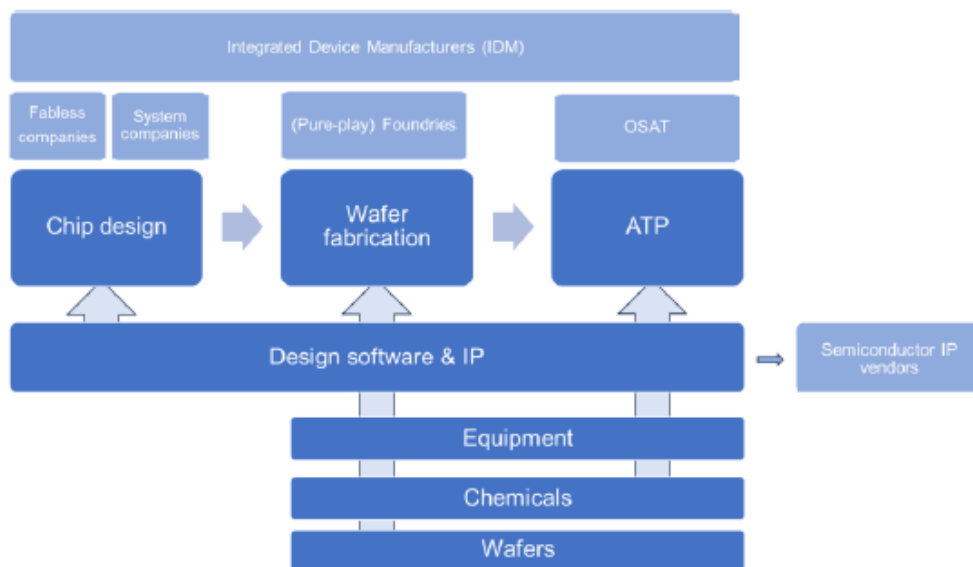 Integrated Device Manufacturers (IDM)
Fabless
companies
System
companies
(Pure-play) Foundries
OSAT
Chip design
Wafer
fabrication
ATP
Design software & IP
Semiconductor IP
vendors
Equipment
Chemicals
Wafers